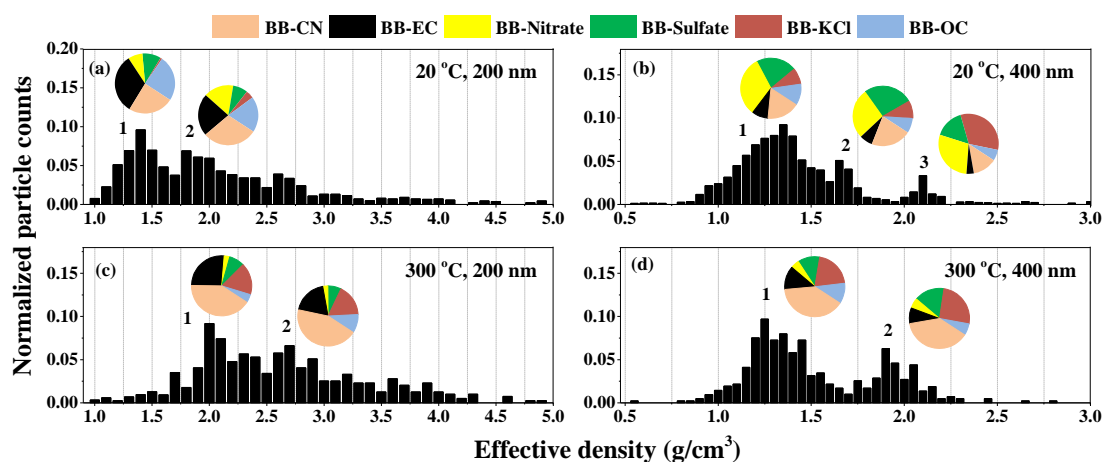 BB-CN BB-EC BB-Nitrate BB-Sulfate BB-KCl BB-OC
Normalized particle counts
0.20
0.15
0.10
0.05
0.00
(a)
20 °C, 200 nm
1 2
1.0 1.5 2.0 2.5 3.0 3.5 4.0 4.5 5.0
0.15
0.10
0.05
0.00
(b)
20 °C, 400 nm
1 2 3
0.5 1.0 1.5 2.0 2.5 3.0
0.15
0.10
0.05
0.00
(c)
300 °C, 200 nm
1 2
1.0 1.5 2.0 2.5 3.0 3.5 4.0 4.5 5.0
0.15
0.10
0.05
0.00
(d)
300 °C, 400 nm
1 2
0.5 1.0 1.5 2.0 2.5 3.0
Effective density (g/cm³)